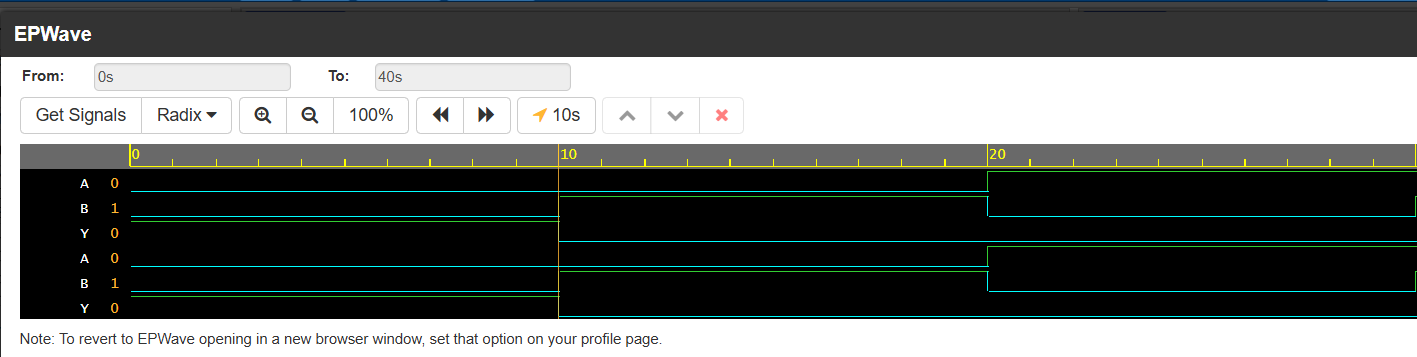 EPWave
From: 0s To: 40s
Get Signals Radix 100% 10s
0 10 20
A 0
B 1
Y 0
A 0
B 1
Y 0
Note: To revert to EPWave opening in a new browser window, set that option on your profile page.